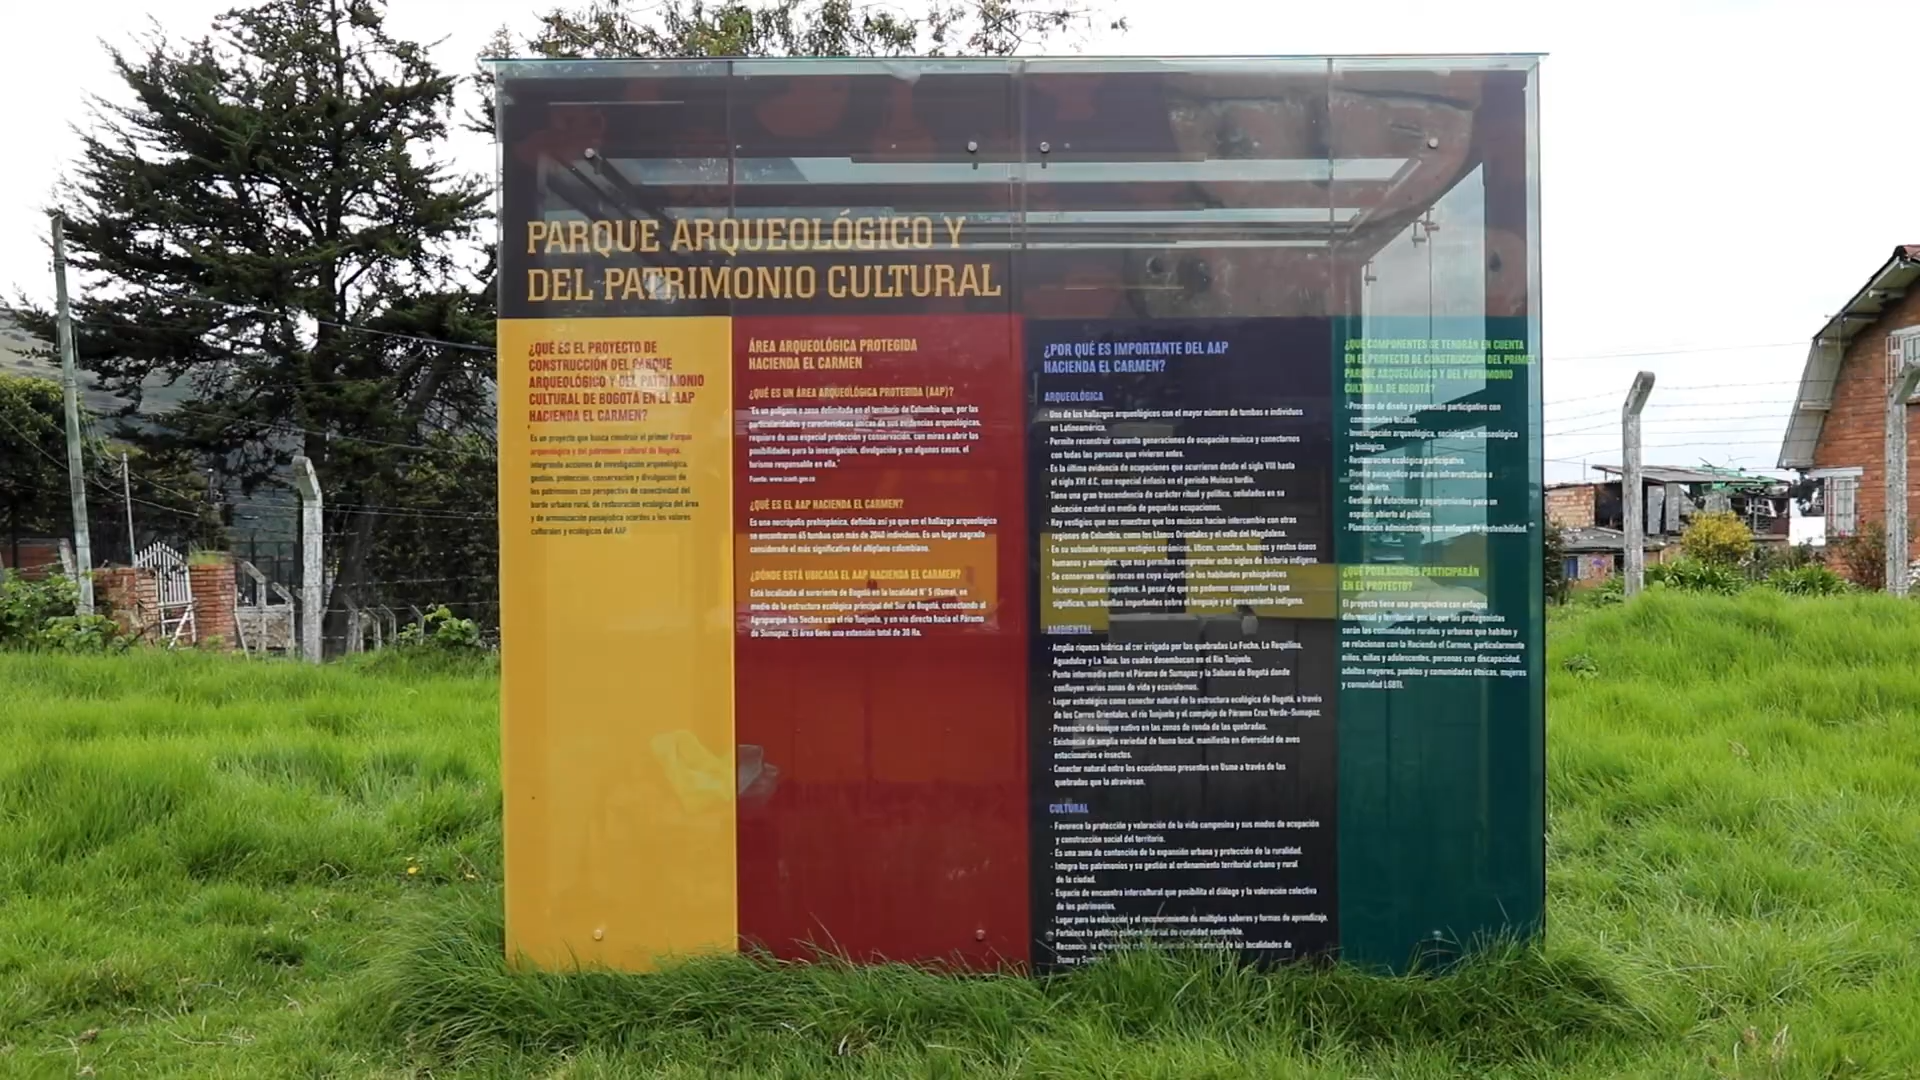 PARQUE ARQUEOLÓGICO Y
DEL PATRIMONIO CULTURAL
¿QUÉ ES EL PROYECTO DE
CONSTRUCCIÓN DEL PARQUE
ARQUEOLÓGICO Y DEL PATRIMONIO
CULTURAL DE BOGOTÁ EN EL AAP
HACIENDA EL CARMEN?
Es un proyecto que busca construir el primer Parque
arqueológico y del patrimonio cultural de Bogotá,
integrando acciones de investigación arqueológica,
gestión, protección, conservación y divulgación de
los patrimonios con perspectiva de conectividad del
borde urbano rural, de restauración ecológica del área
y de armonización paisajística acordes a los valores
culturales y ecológicos del AAP
ÁREA ARQUEOLÓGICA PROTEGIDA
HACIENDA EL CARMEN
¿QUÉ ES UN ÁREA ARQUEOLÓGICA PROTEGIDA (AAP)?
"Es un polígono o zona delimitada en el territorio de Colombia que, por las
particularidades y características únicas de sus evidencias arqueológicas,
requiere de una especial protección y conservación, con miras a abrir las
posibilidades para la investigación, divulgación y, en algunos casos, el
turismo responsable en ella."
Fuente: www.icanh.gov.co
¿QUÉ ES EL AAP HACIENDA EL CARMEN?
Es una necrópolis prehispánica, definida así ya que en el hallazgo arqueológico
se encontraron 65 tumbas con más de 2040 individuos. Es un lugar sagrado
considerado el más significativo del altiplano colombiano.
¿DÓNDE ESTÁ UBICADA EL AAP HACIENDA EL CARMEN?
Está localizada al suroriente de Bogotá en la localidad N° 5 (Usme), en
medio de la estructura ecológica principal del Sur de Bogotá, conectando al
Agroparque los Soches con el río Tunjuelo, y en vía directa hacia el Páramo
de Sumapaz. El área tiene una extensión total de 30 Ha.
¿POR QUÉ ES IMPORTANTE DEL AAP
HACIENDA EL CARMEN?
ARQUEOLÓGICA
- Uno de los hallazgos arqueológicos con el mayor número de tumbas e individuos
en Latinoamérica.
- Permite reconstruir cuarenta generaciones de ocupación muisca y conectarnos
con todas las personas que vivieron antes.
- Es la última evidencia de ocupaciones que ocurrieron desde el siglo VIII hasta
el siglo XVI d.C, con especial énfasis en el período Muisca tardío.
- Tiene una gran trascendencia de carácter ritual y político, señalados en su
ubicación central en medio de pequeñas ocupaciones.
- Hay vestigios que nos muestran que los muiscas hacían intercambio con otras
regiones de Colombia, como los Llanos Orientales y el valle del Magdalena.
- En su subsuelo reposan vestigios cerámicos, líticos, conchas, huesos y restos óseos
humanos y animales, que nos permiten comprender ocho siglos de historia indígena.
- Se conservan varias rocas en cuya superficie los habitantes prehispánicos
hicieron pinturas rupestres. A pesar de que no podemos comprender lo que
significan, son huellas importantes sobre el lenguaje y el pensamiento indígena.
AMBIENTAL
- Amplia riqueza hídrica al ser irrigada por las quebradas La Fucha, La Requilina,
Aguadulce y La Taza, las cuales desembocan en el Río Tunjuelo.
- Punto intermedio entre el Páramo de Sumapaz y la Sabana de Bogotá donde
confluyen varias zonas de vida y ecosistemas.
- Lugar estratégico como conector natural de la estructura ecológica de Bogotá, a través
de los Cerros Orientales, el río Tunjuelo y el complejo de Páramo Cruz Verde-Sumapaz.
- Presencia de bosque nativo en las zonas de ronda de las quebradas.
- Existencia de amplia variedad de fauna local, manifiesta en diversidad de aves
estacionarias e insectos.
- Conector natural entre los ecosistemas presentes en Usme a través de las
quebradas que la atraviesan.
CULTURAL
- Favorece la protección y valoración de la vida campesina y sus modos de ocupación
y construcción social del territorio.
- Es una zona de contención de la expansión urbana y protección de la ruralidad.
- Integra los patrimonios y su gestión al ordenamiento territorial urbano y rural
de la ciudad.
- Espacio de encuentro intercultural que posibilita el diálogo y la valoración colectiva
de los patrimonios.
- Lugar para la educación y el reconocimiento de múltiples saberes y formas de aprendizaje.
- Fortalece la política pública distrital de ruralidad sostenible.
- Reconoce la de las localidades de
Usme y
¿QUÉ COMPONENTES SE TENDRÁN EN CUENTA
EN EL PROYECTO DE CONSTRUCCIÓN DEL PRIMER
PARQUE ARQUEOLÓGICO Y DEL PATRIMONIO
CULTURAL DE BOGOTÁ?
- Proceso de diseño y apropiación participativo con
comunidades locales.
- Investigación arqueológica, sociológica, museológica
y biológica.
- Restauración ecológica participativa.
- Diseño paisajístico para una infraestructura a
cielo abierto.
- Gestión de dotaciones y equipamientos para un
espacio abierto al público.
- Planeación administrativa con enfoque de sostenibilidad.
¿QUÉ POBLACIONES PARTICIPARÁN
EN EL PROYECTO?
El proyecto tiene una perspectiva con enfoque
diferencial y territorial, por lo que las protagonistas
serán las comunidades rurales y urbanas que habitan y
se relacionan con la Hacienda el Carmen, particularmente
niños, niñas y adolescentes, personas con discapacidad,
adultos mayores, pueblos y comunidades étnicas, mujeres
y comunidad LGBTI.